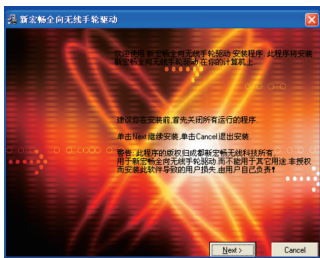 新宏畅全向无线手轮驱动
欢迎使用 新宏畅全向无线手轮驱动 安装程序. 此程序将安装
新宏畅全向无线手轮驱动 在你的计算机上.
建议你在安装前,首先关闭所有运行的程序.
单击Next 继续安装,单击Cancel 退出安装
警告: 此程序的版权归成都新宏畅无线科技所有.
用于新宏畅全向无线手轮驱动,而不能用于其它用途.非授权
而安装此软件导致的用户损失,由用户自己负责!
Next >
Cancel